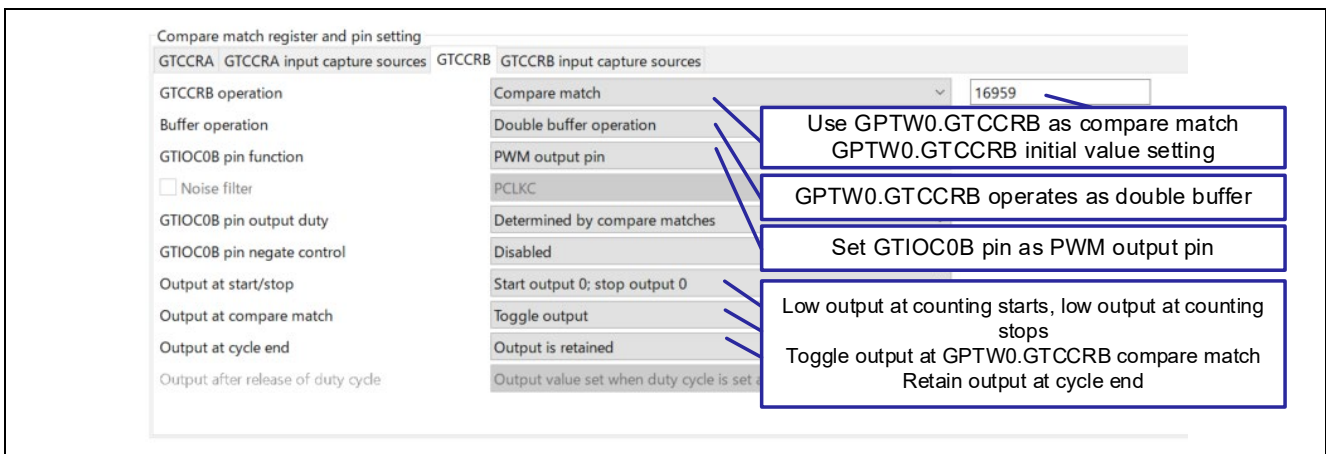 Compare match register and pin setting
GTCCRA GTCCRA input capture sources GTCCRB GTCCRB input capture sources
GTCCRB operation Compare match 16959
Use GPTW0.GTCCRB as compare match
GPTW0.GTCCRB initial value setting
Buffer operation Double buffer operation
GPTW0.GTCCRB operates as double buffer
GTIOC0B pin function PWM output pin
Set GTIOC0B pin as PWM output pin
Noise filter PCLKC
GTIOC0B pin output duty Determined by compare matches
GTIOC0B pin negate control Disabled
Output at start/stop Start output 0; stop output 0
Low output at counting starts, low output at counting
stops
Output at compare match Toggle output
Toggle output at GPTW0.GTCCRB compare match
Output at cycle end Output is retained
Retain output at cycle end
Output after release of duty cycle Output value set when duty cycle is set